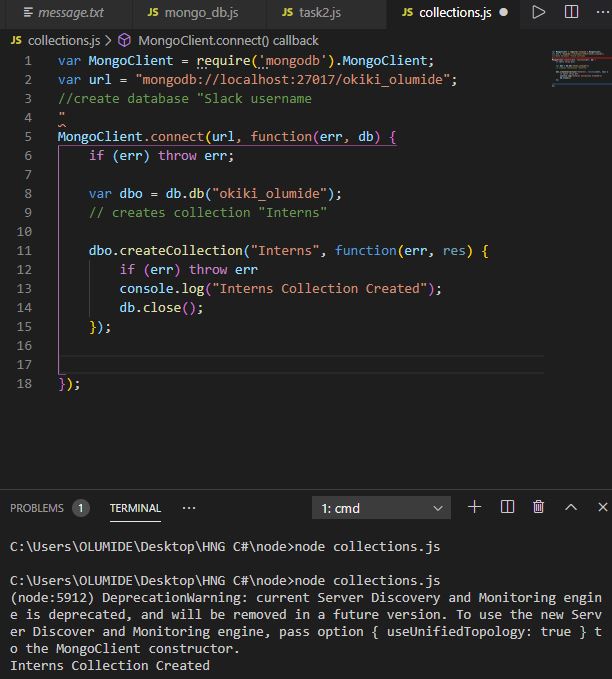 message.txt
JS mongo_db.js
JS task2.js
JS collections.js
JS collections.js > MongoClient.connect() callback
1 var MongoClient = require('mongodb').MongoClient;
2 var url = "mongodb://localhost:27017/okiki_olumide";
3 //create database "Slack username
4 "
5 MongoClient.connect(url, function(err, db) {
6 if (err) throw err;
7
8 var dbo = db.db("okiki_olumide");
9 // creates collection "Interns"
10
11 dbo.createCollection("Interns", function(err, res) {
12 if (err) throw err
13 console.log("Interns Collection Created");
14 db.close();
15 });
16
17
18 });
PROBLEMS 1 TERMINAL ··· 1: cmd
C:\Users\OLUMIDE\Desktop\HNG C#\node>node collections.js
C:\Users\OLUMIDE\Desktop\HNG C#\node>node collections.js
(node:5912) DeprecationWarning: current Server Discovery and Monitoring engin
e is deprecated, and will be removed in a future version. To use the new Serv
er Discover and Monitoring engine, pass option { useUnifiedTopology: true } t
o the MongoClient constructor.
Interns Collection Created